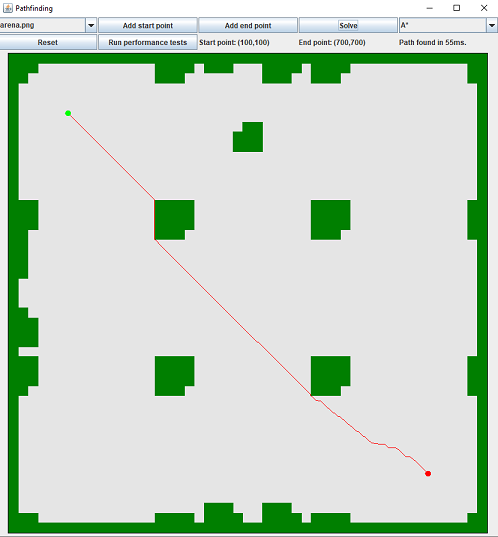 Pathfinding
arena.png Add start point Add end point Solve A*
Reset Run performance tests Start point: (100,100) End point: (700,700) Path found in 55ms.